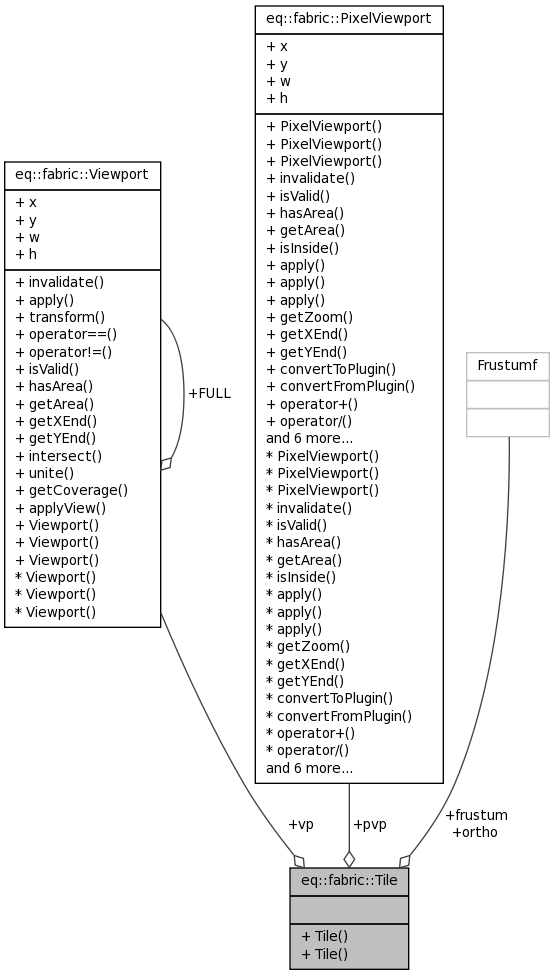 eq::fabric::PixelViewport
+ x
+ y
+ w
+ h
+ PixelViewport()
+ PixelViewport()
+ PixelViewport()
+ invalidate()
+ isValid()
+ hasArea()
+ getArea()
+ isInside()
+ apply()
+ apply()
+ apply()
+ getZoom()
+ getXEnd()
+ getYEnd()
+ convertToPlugin()
+ convertFromPlugin()
+ operator+()
+ operator/()
and 6 more...
* PixelViewport()
* PixelViewport()
* PixelViewport()
* invalidate()
* isValid()
* hasArea()
* getArea()
* isInside()
* apply()
* apply()
* apply()
* getZoom()
* getXEnd()
* getYEnd()
* convertToPlugin()
* convertFromPlugin()
* operator+()
* operator/()
and 6 more...
eq::fabric::Viewport
+ x
+ y
+ w
+ h
+ invalidate()
+ apply()
+ transform()
+ operator==()
+ operator!=()
+ isValid()
+ hasArea()
+ getArea()
+ getXEnd()
+ getYEnd()
+ intersect()
+ unite()
+ getCoverage()
+ applyView()
+ Viewport()
+ Viewport()
+ Viewport()
* Viewport()
* Viewport()
* Viewport()
+FULL
Frustumf
+vp
+pvp
+frustum
+ortho
eq::fabric::Tile
+ Tile()
+ Tile()